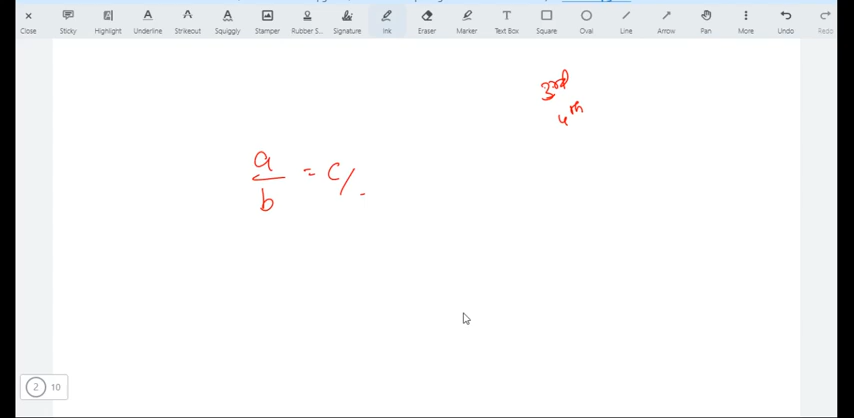 Close Sticky Highlight Underline Strikeout Squiggly Stamper Rubber S... Signature Ink Eraser Marker Text Box Square Oval Line Arrow Pan More Undo Redo
3rd
4th
a/b = c/
2 10